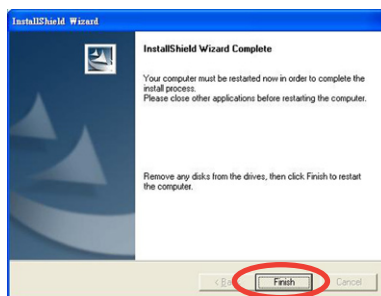 InstallShield Wizard
InstallShield Wizard Complete
Your computer must be restarted now in order to complete the
install process.
Please close other applications before restarting the computer.
Remove any disks from the drives, then click Finish to restart
the computer.
Finish Cancel